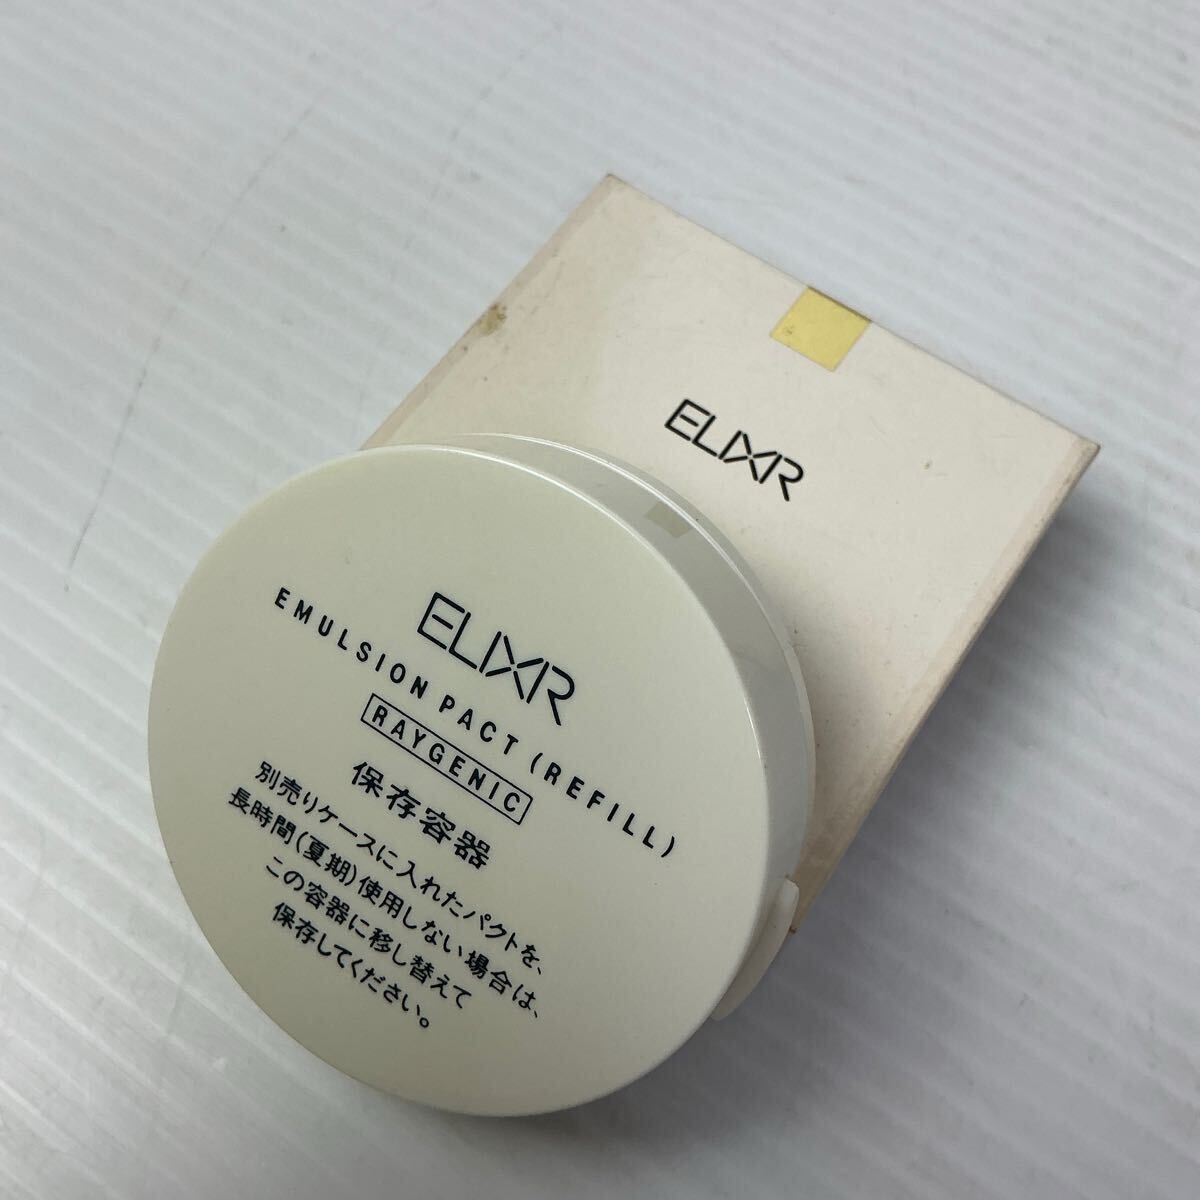 ELIXIR
ELIXIR
EMULSION PACT (REFILL)
RAYGENIC
保存容器
別売りケースに入れたパクトを、
長時間(夏期)使用しない場合は、
この容器に移し替えて
保存してください。